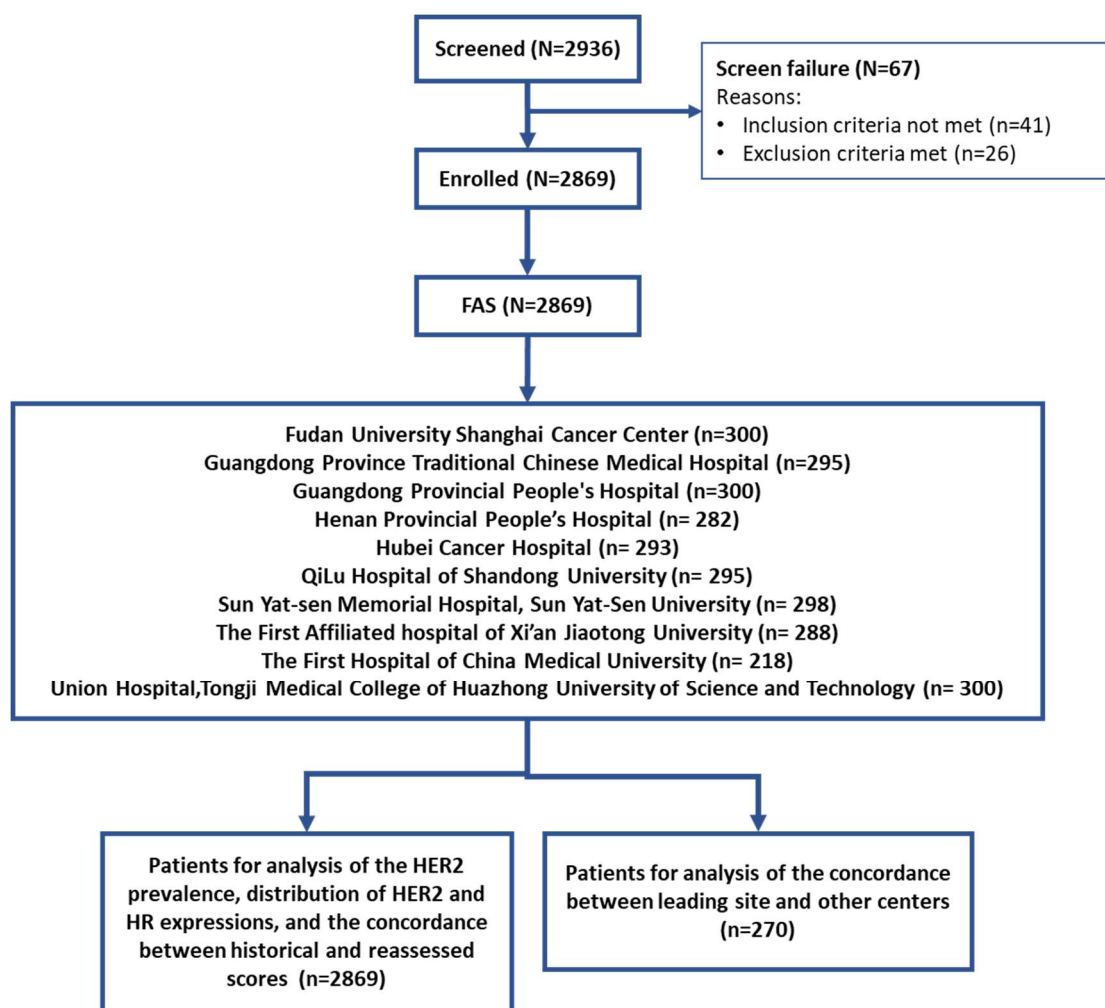 Screened (N=2936)
Screen failure (N=67)
Reasons:
• Inclusion criteria not met (n=41)
• Exclusion criteria met (n=26)
Enrolled (N=2869)
FAS (N=2869)
Fudan University Shanghai Cancer Center (n=300)
Guangdong Province Traditional Chinese Medical Hospital (n=295)
Guangdong Provincial People's Hospital (n=300)
Henan Provincial People’s Hospital (n= 282)
Hubei Cancer Hospital (n= 293)
QiLu Hospital of Shandong University (n= 295)
Sun Yat-sen Memorial Hospital, Sun Yat-Sen University (n= 298)
The First Affiliated hospital of Xi’an Jiaotong University (n= 288)
The First Hospital of China Medical University (n= 218)
Union Hospital,Tongji Medical College of Huazhong University of Science and Technology (n= 300)
Patients for analysis of the HER2
prevalence, distribution of HER2 and
HR expressions, and the concordance
between historical and reassessed
scores (n=2869)
Patients for analysis of the concordance
between leading site and other centers
(n=270)